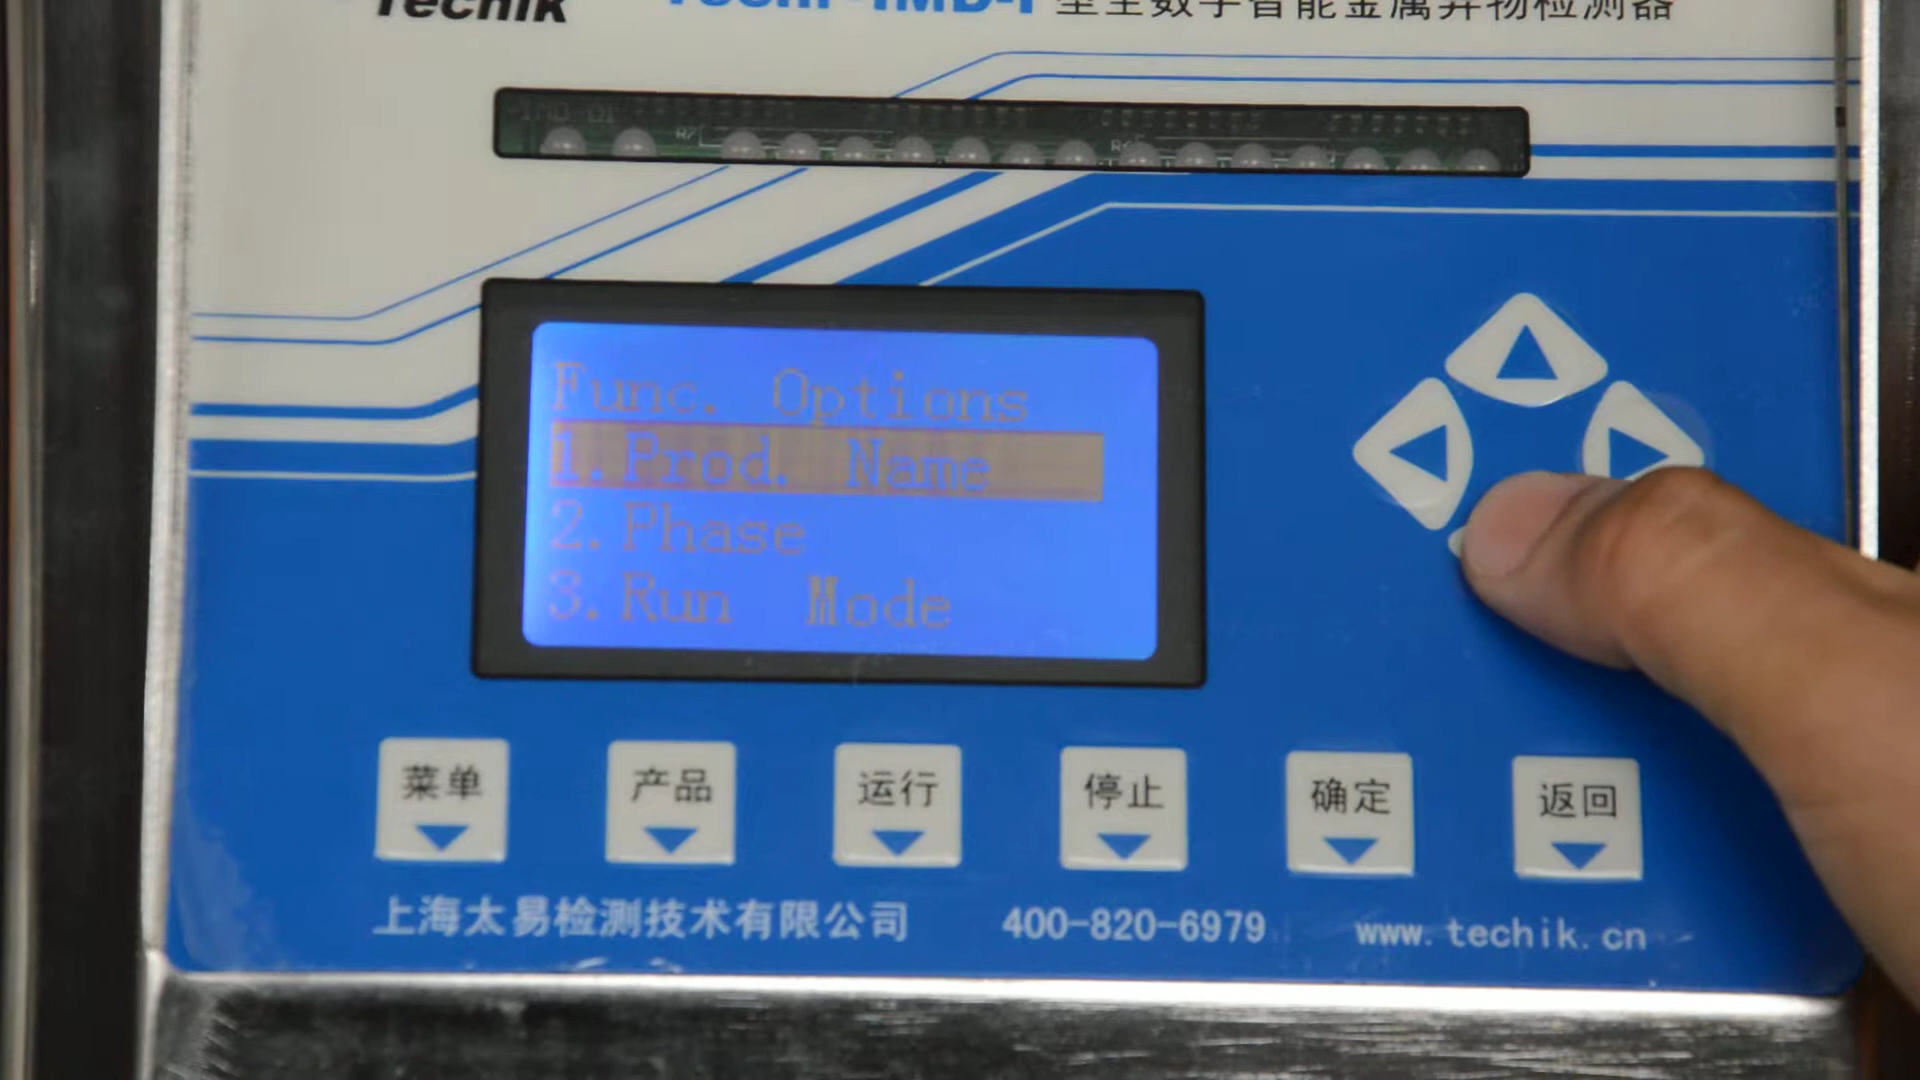 Techik
型全数字智能金属异物检测器
Func. Options
1.Prod. Name
2.Phase
3.Run Mode
菜单
产品
运行
停止
确定
返回
上海太易检测技术有限公司 400-820-6979 www.techik.cn